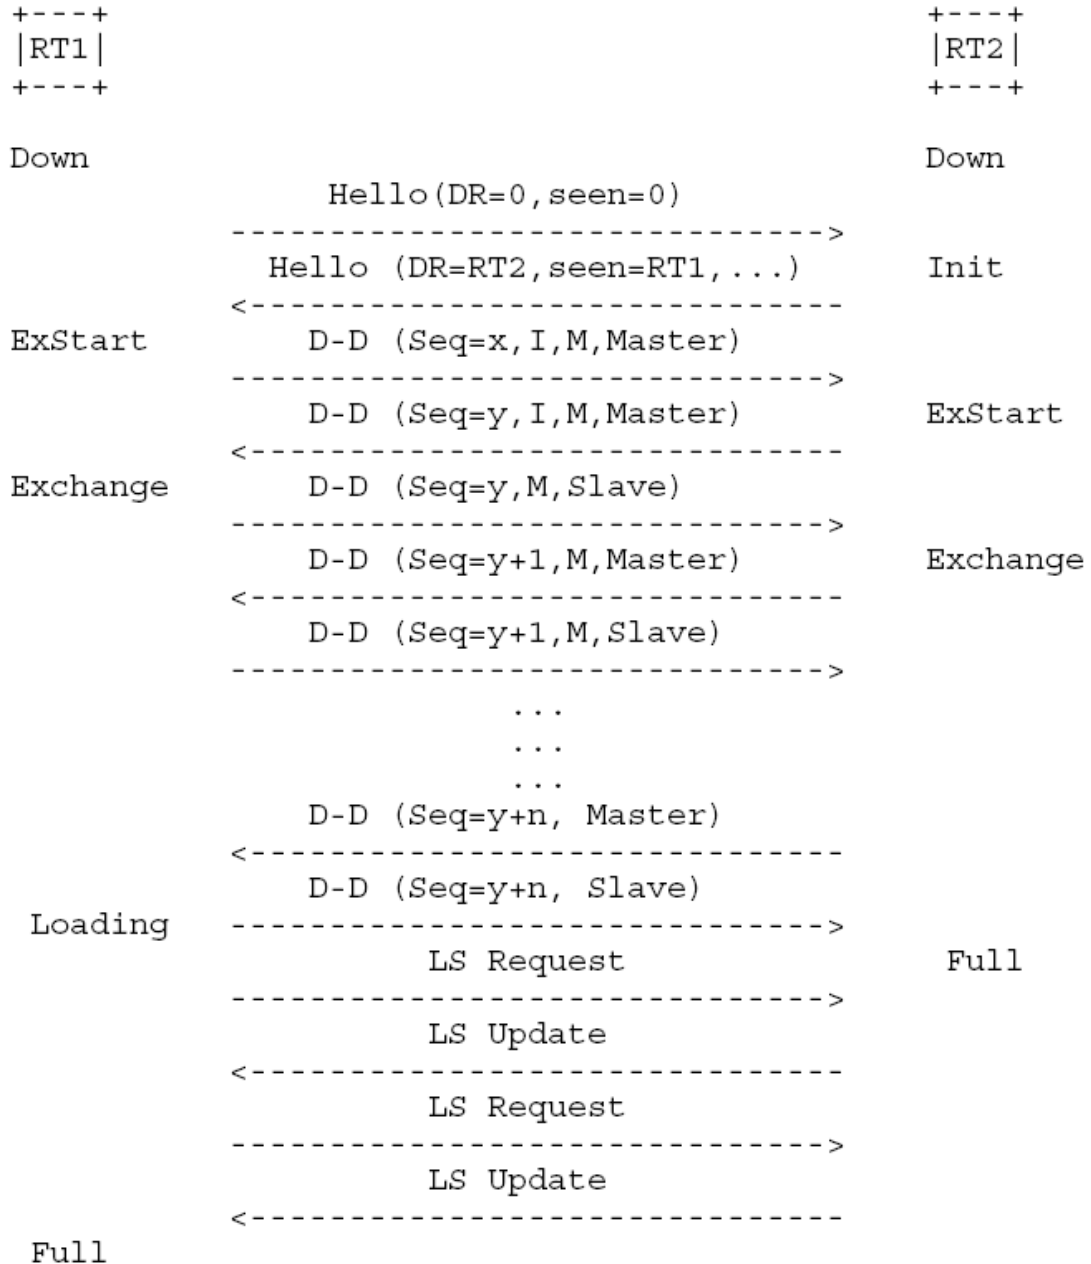 +---+                                         +---+
|RT1|                                         |RT2|
+---+                                         +---+
Down                                          Down
                Hello(DR=0,seen=0)
           ------------------------------>
             Hello (DR=RT2,seen=RT1,...)      Init
           <------------------------------
ExStart        D-D (Seq=x,I,M,Master)
           ------------------------------>
               D-D (Seq=y,I,M,Master)         ExStart
           <------------------------------
Exchange       D-D (Seq=y,M,Slave)
           ------------------------------>
               D-D (Seq=y+1,M,Master)         Exchange
           <------------------------------
               D-D (Seq=y+1,M,Slave)
           ------------------------------>
                         ...
                         ...
                         ...
               D-D (Seq=y+n, Master)
           <------------------------------
               D-D (Seq=y+n, Slave)
 Loading   ------------------------------>
                     LS Request                Full
           ------------------------------>
                     LS Update
           <------------------------------
                     LS Request
           ------------------------------>
                     LS Update
           <------------------------------
 Full